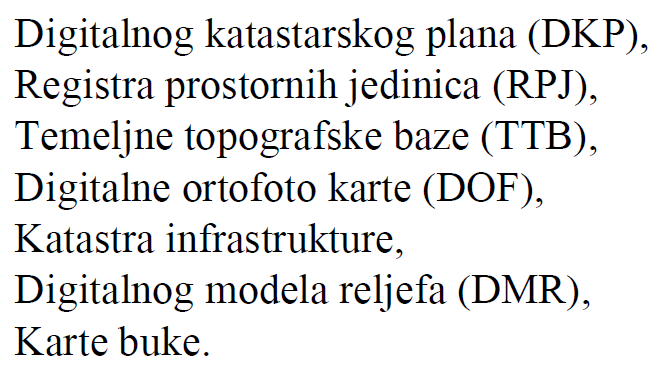 Digitalnog katastarskog plana (DKP),
Registra prostornih jedinica (RPJ),
Temeljne topografske baze (TTB),
Digitalne ortofoto karte (DOF),
Katastra infrastrukture,
Digitalnog modela reljefa (DMR),
Karte buke.